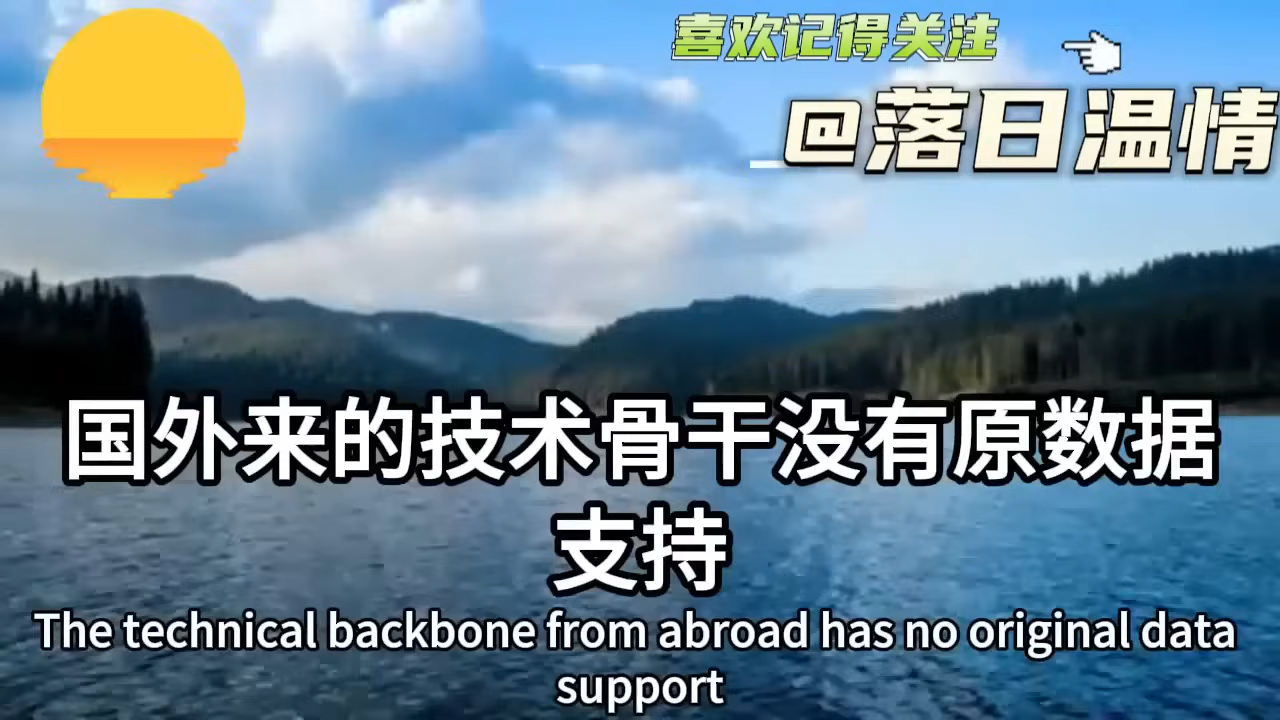 喜欢记得关注
@落日温情
国外来的技术骨干没有原数据
支持
The technical backbone from abroad has no original data
support